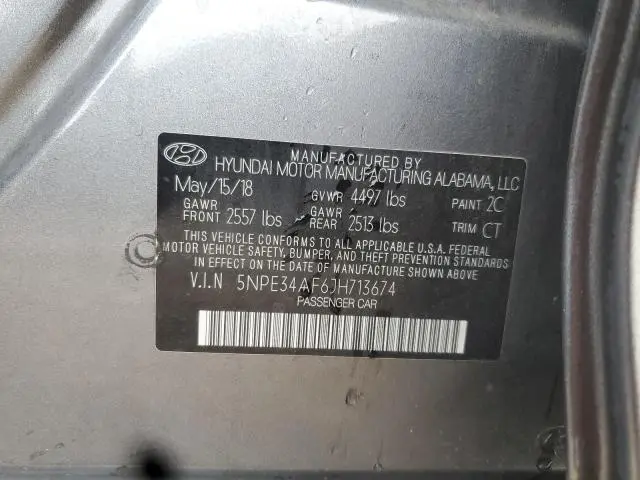 MANUFACTURED BY
HYUNDAI MOTOR MANUFACTURING ALABAMA, LLC
May/15/18 GVWR 4497 lbs PAINT 2C
GAWR FRONT 2557 lbs GAWR REAR 2513 lbs TRIM CT
THIS VEHICLE CONFORMS TO ALL APPLICABLE U.S.A. FEDERAL
MOTOR VEHICLE SAFETY, BUMPER, AND THEFT PREVENTION STANDARDS
IN EFFECT ON THE DATE OF MANUFACTURE SHOWN ABOVE.
V.I.N 5NPE34AF6JH713674
PASSENGER CAR